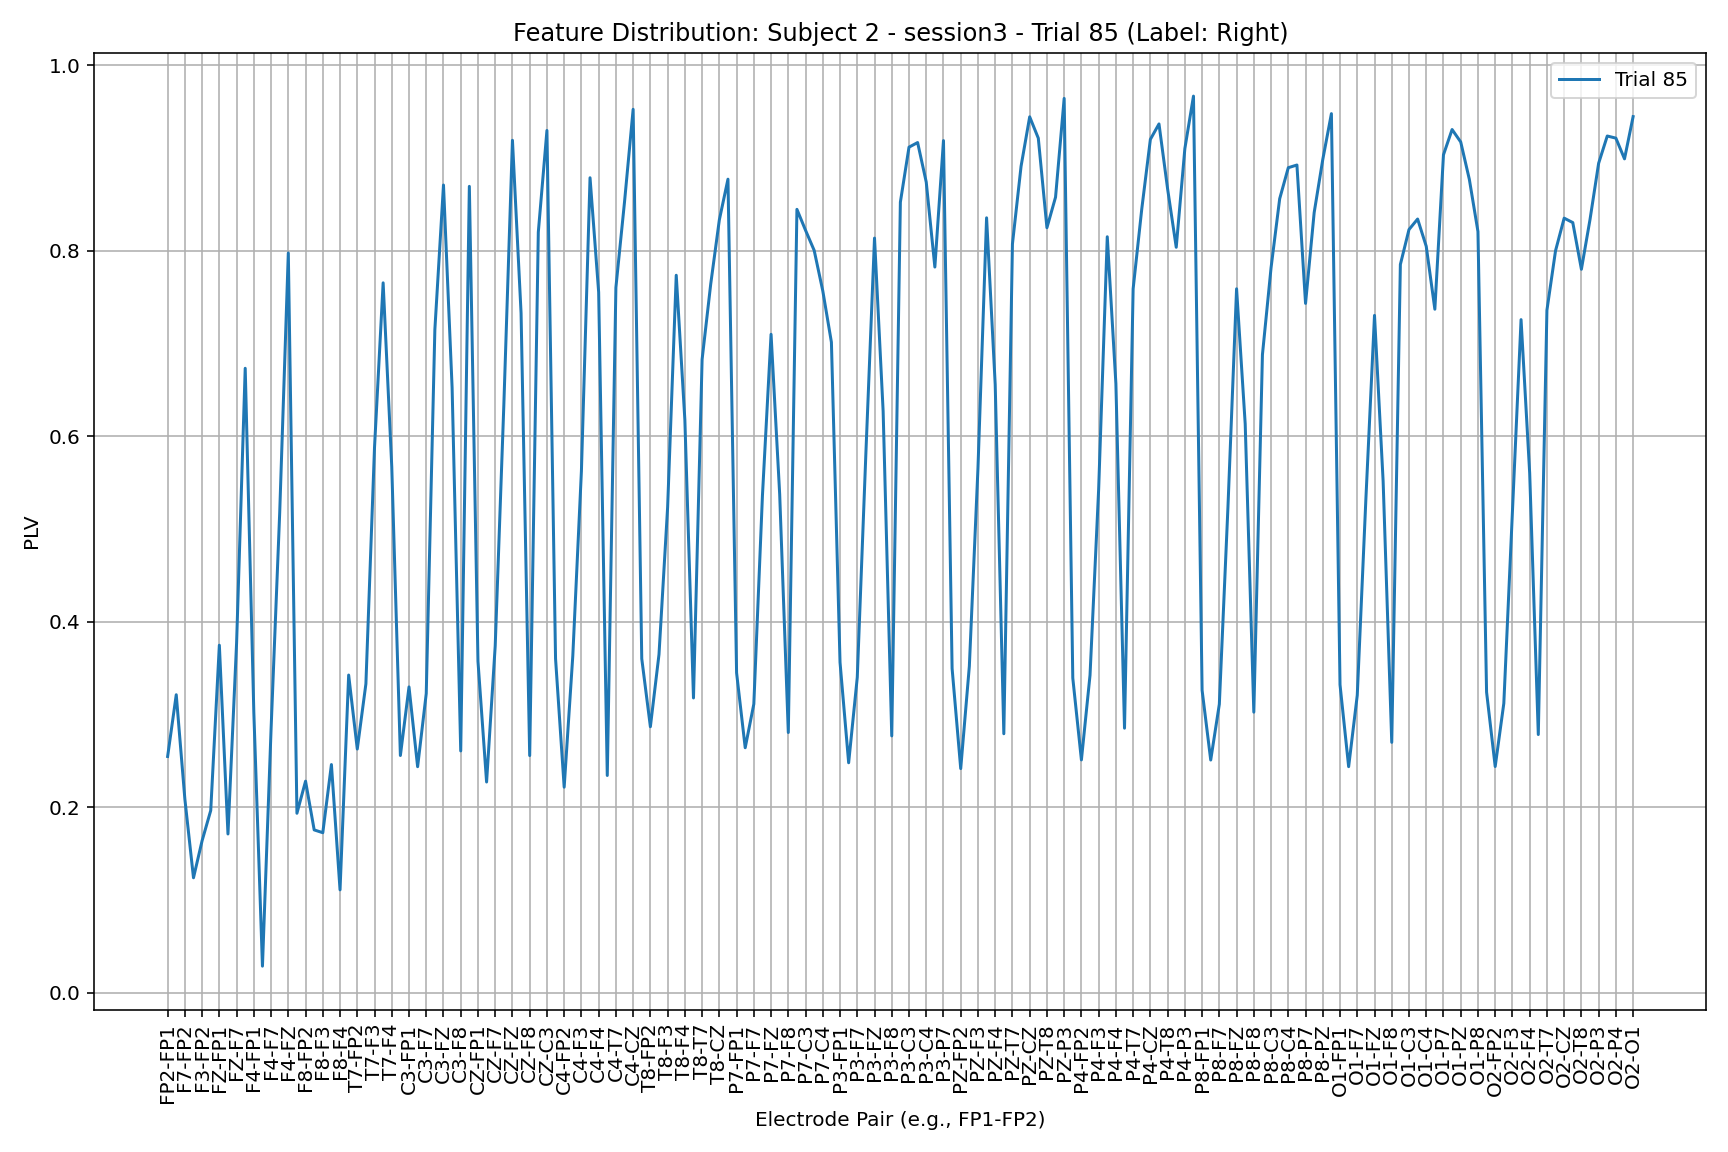 Feature Distribution: Subject 2 - session3 - Trial 85 (Label: Right)
Trial 85
PLV
1.0
0.8
0.6
0.4
0.2
0.0
FP2-FP1
F7-FP2
F3-FP2
FZ-FP1
FZ-F7
F4-FP1
F4-F7
F4-FZ
F8-FP2
F8-F3
F8-F4
T7-FP2
T7-F3
T7-F4
C3-FP1
C3-F7
C3-FZ
C3-F8
CZ-FP1
CZ-F7
CZ-FZ
CZ-F8
CZ-C3
C4-FP2
C4-F3
C4-F4
C4-T7
C4-CZ
T8-FP2
T8-F3
T8-F4
T8-T7
T8-CZ
P7-FP1
P7-F7
P7-FZ
P7-F8
P7-C3
P7-C4
P3-FP1
P3-F7
P3-FZ
P3-F8
P3-C3
P3-C4
P3-P7
PZ-FP2
PZ-F3
PZ-F4
PZ-T7
PZ-CZ
PZ-T8
PZ-P3
P4-FP2
P4-F3
P4-F4
P4-T7
P4-CZ
P4-T8
P4-P3
P8-FP1
P8-F7
P8-FZ
P8-F8
P8-C3
P8-C4
P8-P7
P8-PZ
O1-FP1
O1-F7
O1-FZ
O1-F8
O1-C3
O1-C4
O1-P7
O1-PZ
O1-P8
O2-FP2
O2-F3
O2-F4
O2-T7
O2-CZ
O2-T8
O2-P3
O2-P4
O2-O1
Electrode Pair (e.g., FP1-FP2)